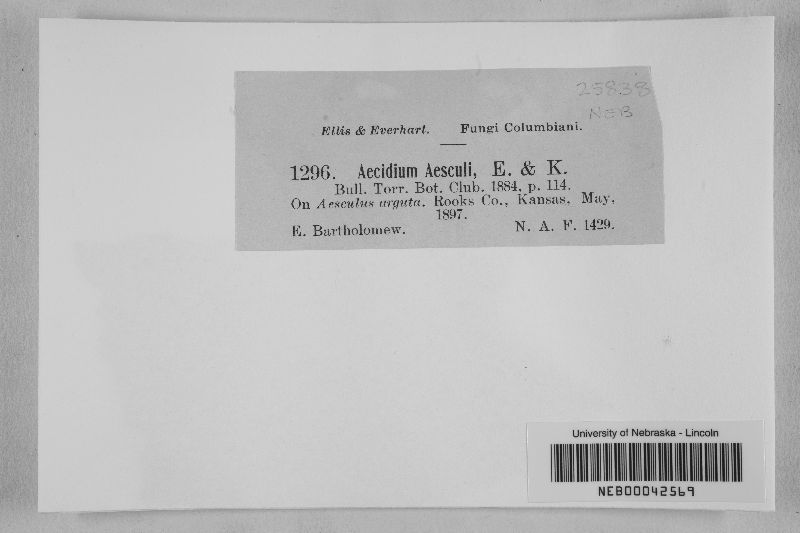 25838
NEB
Ellis & Everhart. Fungi Columbiani.
1296. Aecidium Aesculi, E. & K.
Bull. Torr. Bot. Club. 1884, p. 114.
On Aesculus arguta. Rooks Co., Kansas, May,
1897.
E. Bartholomew. N. A. F. 1429.
University of Nebraska - Lincoln
NEB00042569